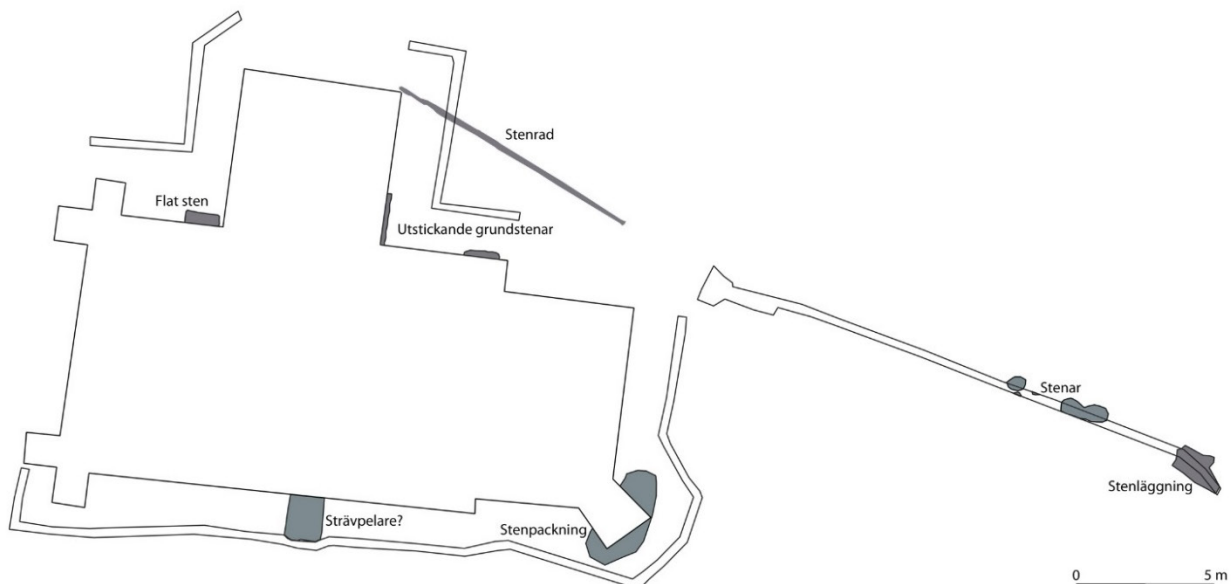 Stenrad
Flat sten
Utstickande grundstenar
Stenar
Stenläggning
Strävpelare?
Stenpackning
0 5 m